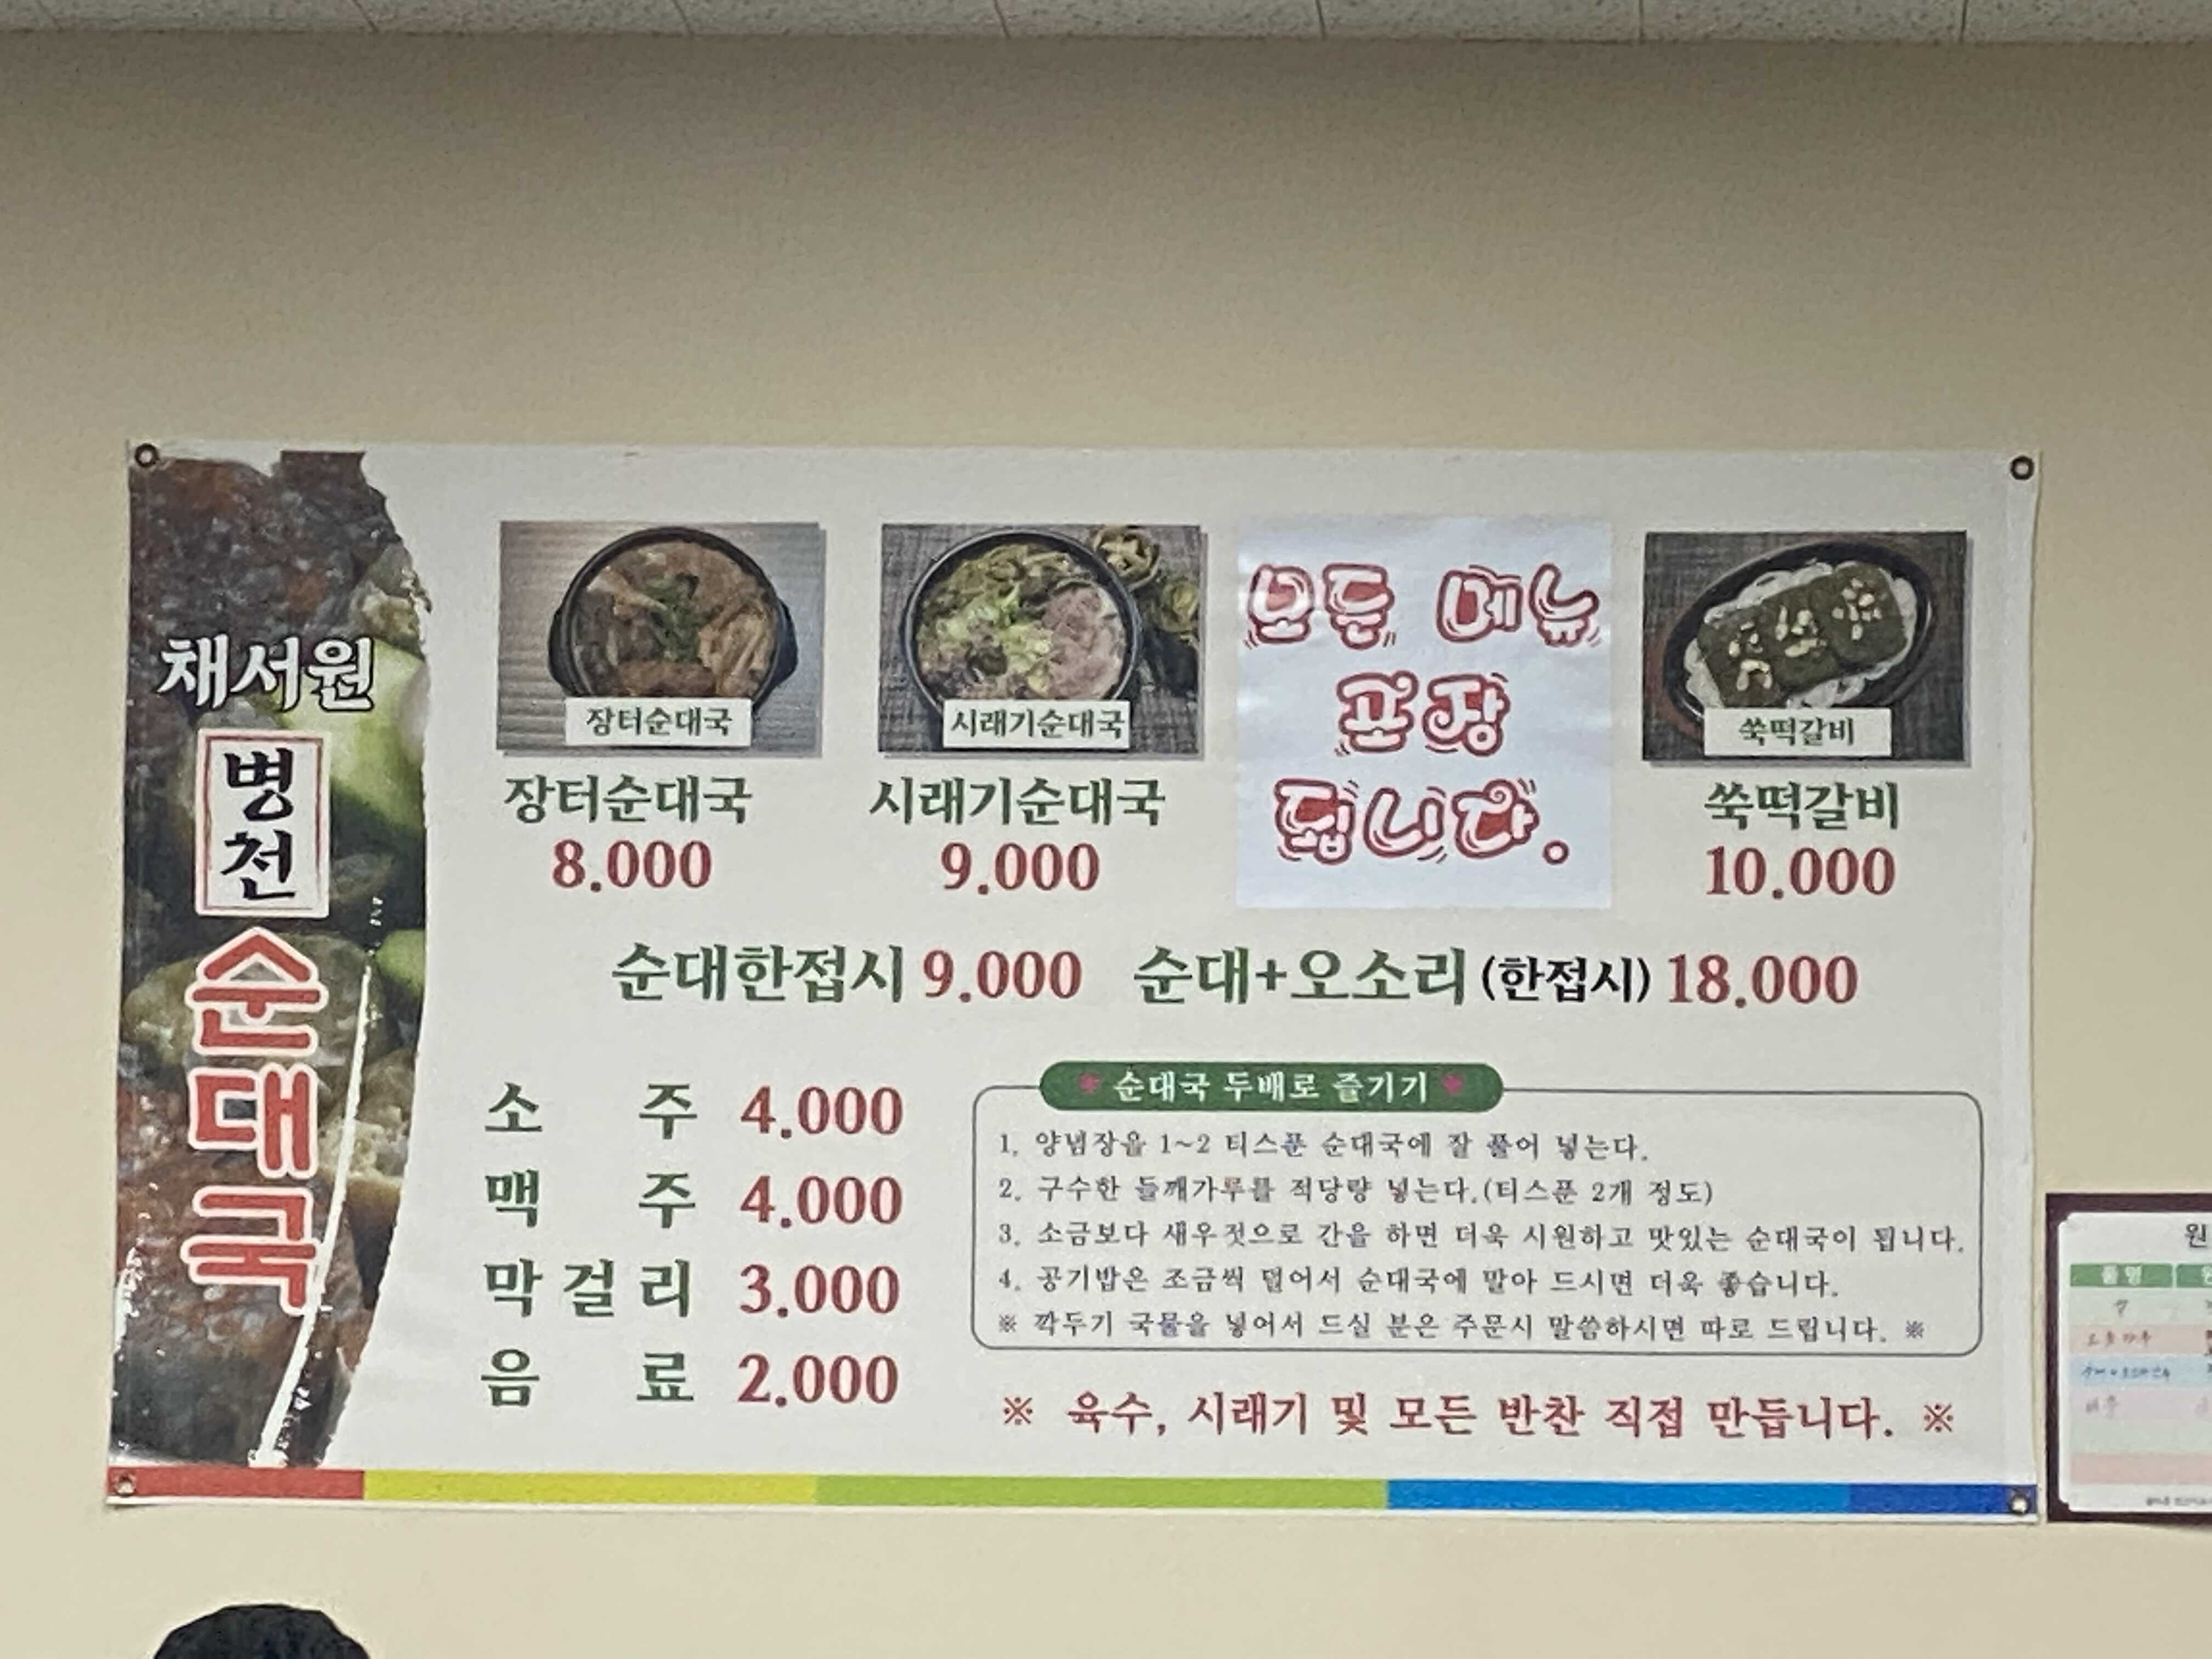 채서원
병천
순대국
장터순대국
시래기순대국
모든 메뉴
포장
됩니다.
쑥떡갈비
장터순대국
8.000
시래기순대국
9.000
쑥떡갈비
10.000
순대한접시 9.000 순대+오소리 (한접시) 18.000
소 주 4.000
맥 주 4.000
막걸리 3.000
음 료 2.000
순대국 두배로 즐기기
1. 양념장을 1~2 티스푼 순대국에 잘 풀어 넣는다.
2. 구수한 들깨가루를 적당량 넣는다.(티스푼 2개 정도)
3. 소금보다 새우젓으로 간을 하면 더욱 시원하고 맛있는 순대국이 됩니다.
4. 공기밥은 조금씩 덜어서 순대국에 말아 드시면 더욱 좋습니다.
※ 깍두기 국물을 넣어서 드실 분은 주문시 말씀하시면 따로 드립니다. ※
※ 육수, 시래기 및 모든 반찬 직접 만듭니다. ※
원
품명